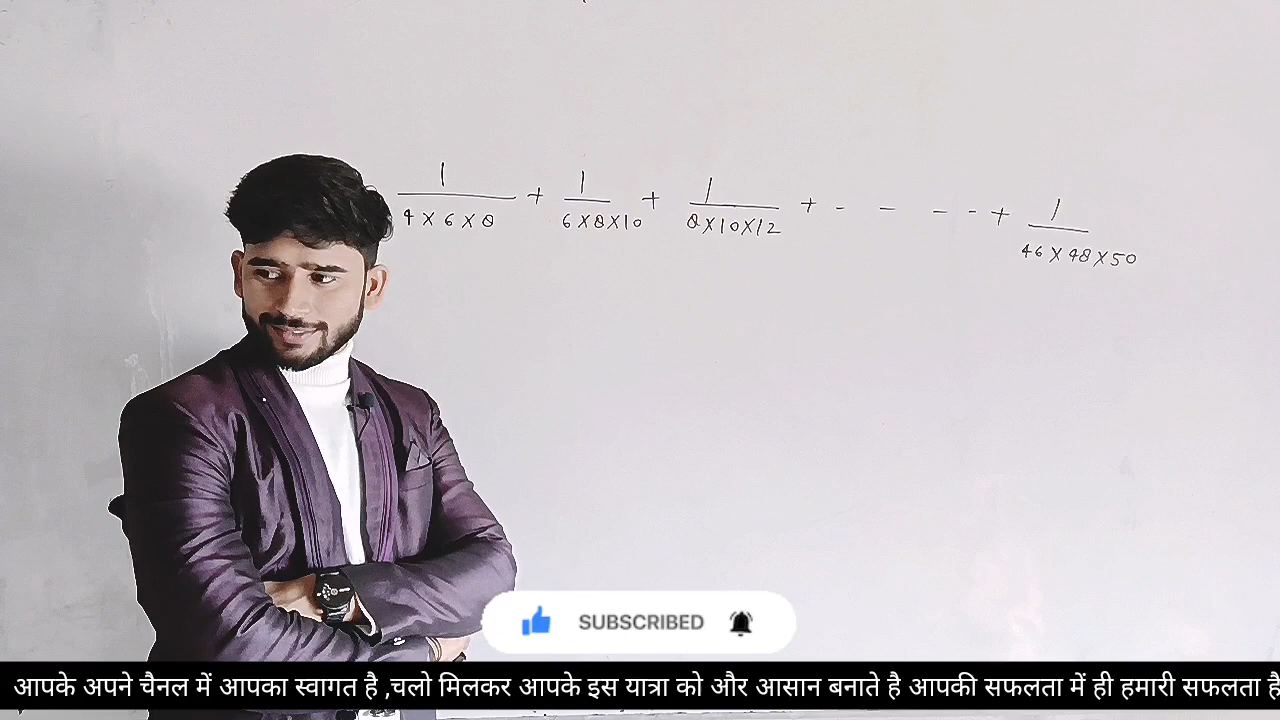 1/(4×6×8) + 1/(6×8×10) + 1/(8×10×12) + - - - - + 1/(46×48×50)
SUBSCRIBED
आपके अपने चैनल में आपका स्वागत है ,चलो मिलकर आपके इस यात्रा को और आसान बनाते है आपकी सफलता में ही हमारी सफलता है